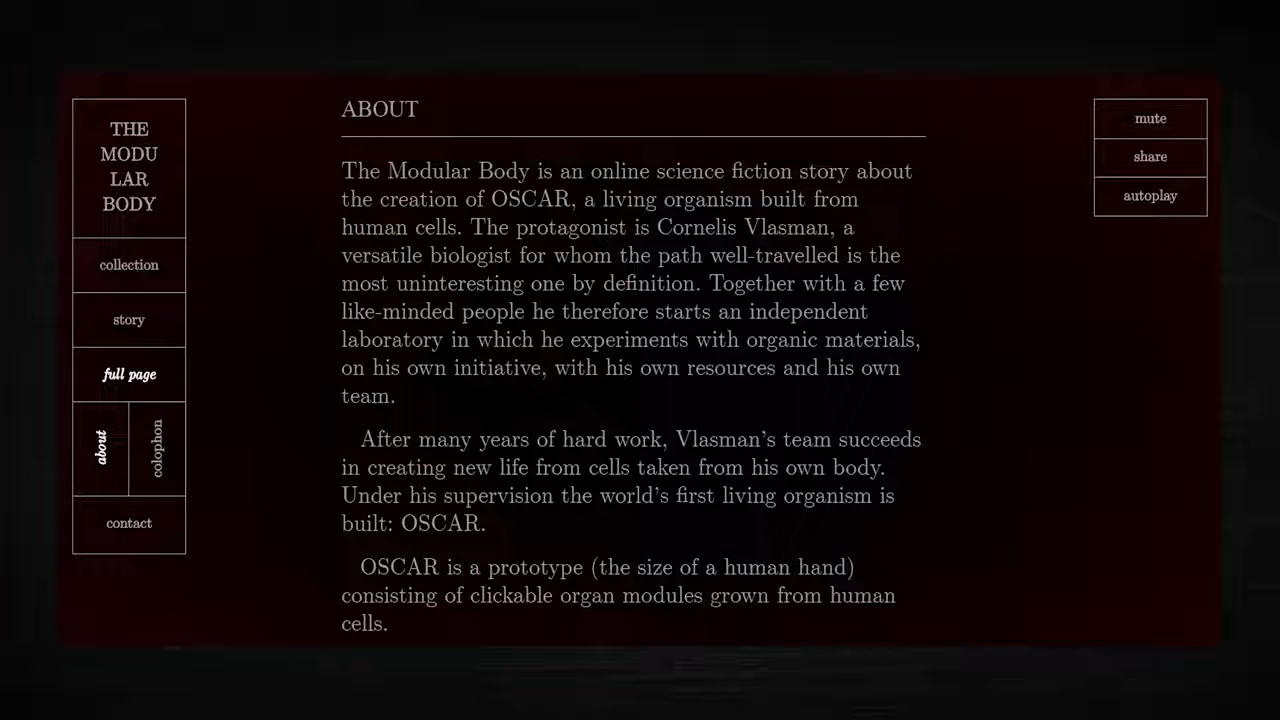 THE
MODU
LAR
BODY
collection
story
full page
about
colophon
contact
ABOUT
The Modular Body is an online science fiction story about
the creation of OSCAR, a living organism built from
human cells. The protagonist is Cornelis Vlasman, a
versatile biologist for whom the path well-travelled is the
most uninteresting one by definition. Together with a few
like-minded people he therefore starts an independent
laboratory in which he experiments with organic materials,
on his own initiative, with his own resources and his own
team.
After many years of hard work, Vlasman's team succeeds
in creating new life from cells taken from his own body.
Under his supervision the world's first living organism is
built: OSCAR.
OSCAR is a prototype (the size of a human hand)
consisting of clickable organ modules grown from human
cells.
mute
share
autoplay